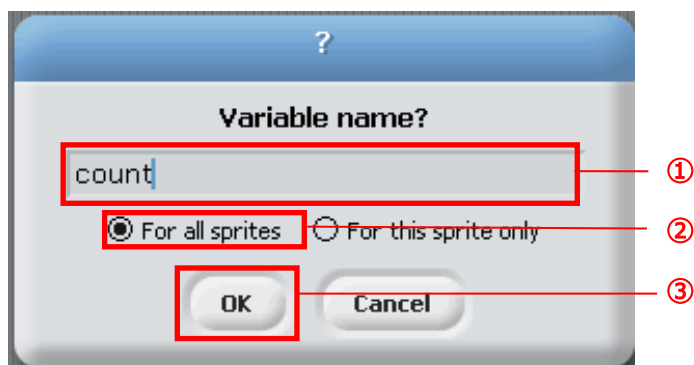 ?
Variable name?
count
①
For all sprites For this sprite only
②
OK Cancel
③